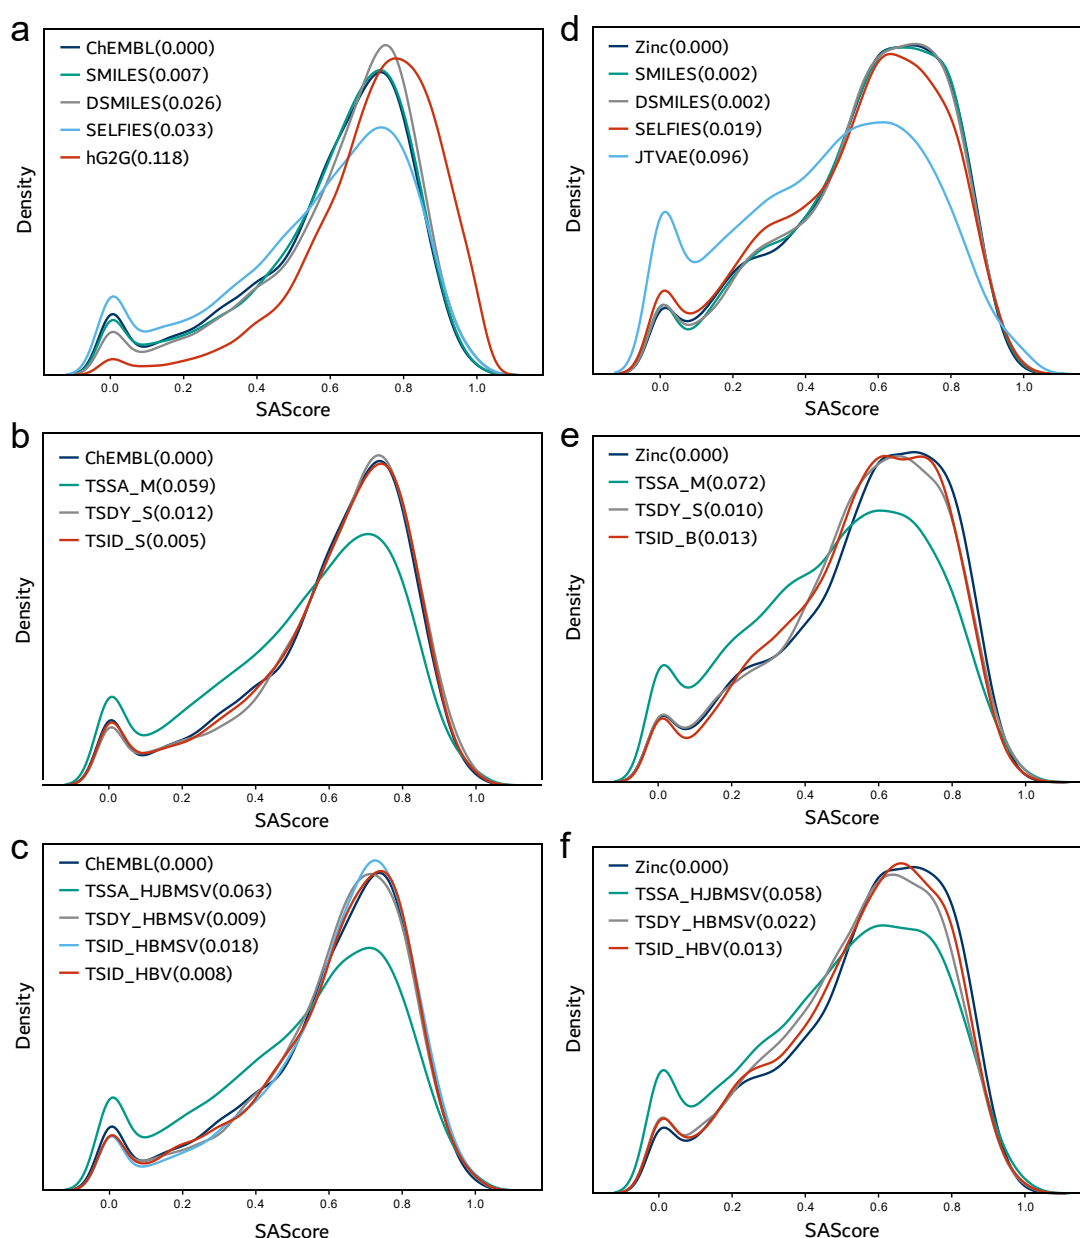 a
ChEMBL(0.000)
SMILES(0.007)
DSMILES(0.026)
SELFIES(0.033)
hG2G(0.118)
Density
0.0 0.2 0.4 0.6 0.8 1.0
SAScore
d
Zinc(0.000)
SMILES(0.002)
DSMILES(0.002)
SELFIES(0.019)
JTVAE(0.096)
Density
0.0 0.2 0.4 0.6 0.8 1.0
SAScore
b
ChEMBL(0.000)
TSSA_M(0.059)
TSDY_S(0.012)
TSID_S(0.005)
Density
0.0 0.2 0.4 0.6 0.8 1.0
SAScore
e
Zinc(0.000)
TSSA_M(0.072)
TSDY_S(0.010)
TSID_B(0.013)
Density
0.0 0.2 0.4 0.6 0.8 1.0
SAScore
c
ChEMBL(0.000)
TSSA_HJBMSV(0.063)
TSDY_HBMSV(0.009)
TSID_HBMSV(0.018)
TSID_HBV(0.008)
Density
0.0 0.2 0.4 0.6 0.8 1.0
SAScore
f
Zinc(0.000)
TSSA_HJBMSV(0.058)
TSDY_HBMSV(0.022)
TSID_HBV(0.013)
Density
0.0 0.2 0.4 0.6 0.8 1.0
SAScore